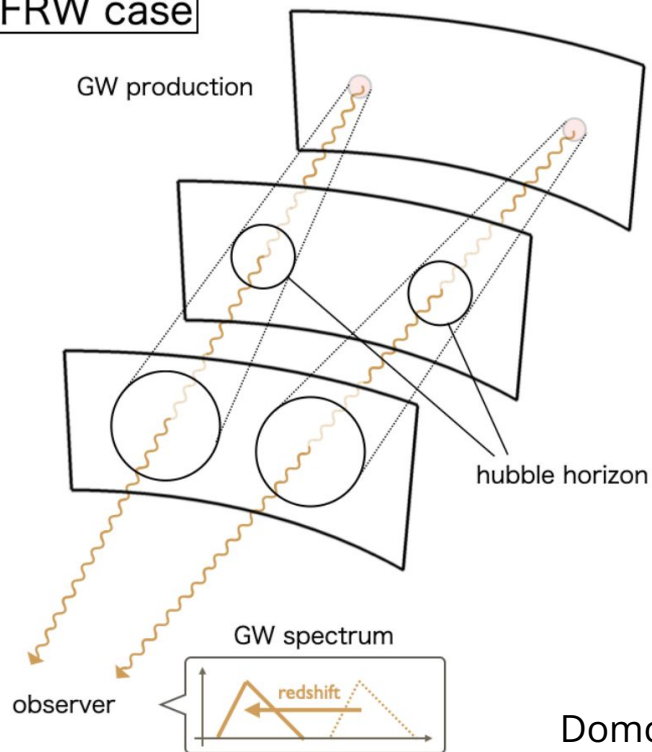 FRW case
GW production
hubble horizon
GW spectrum
redshift
observer